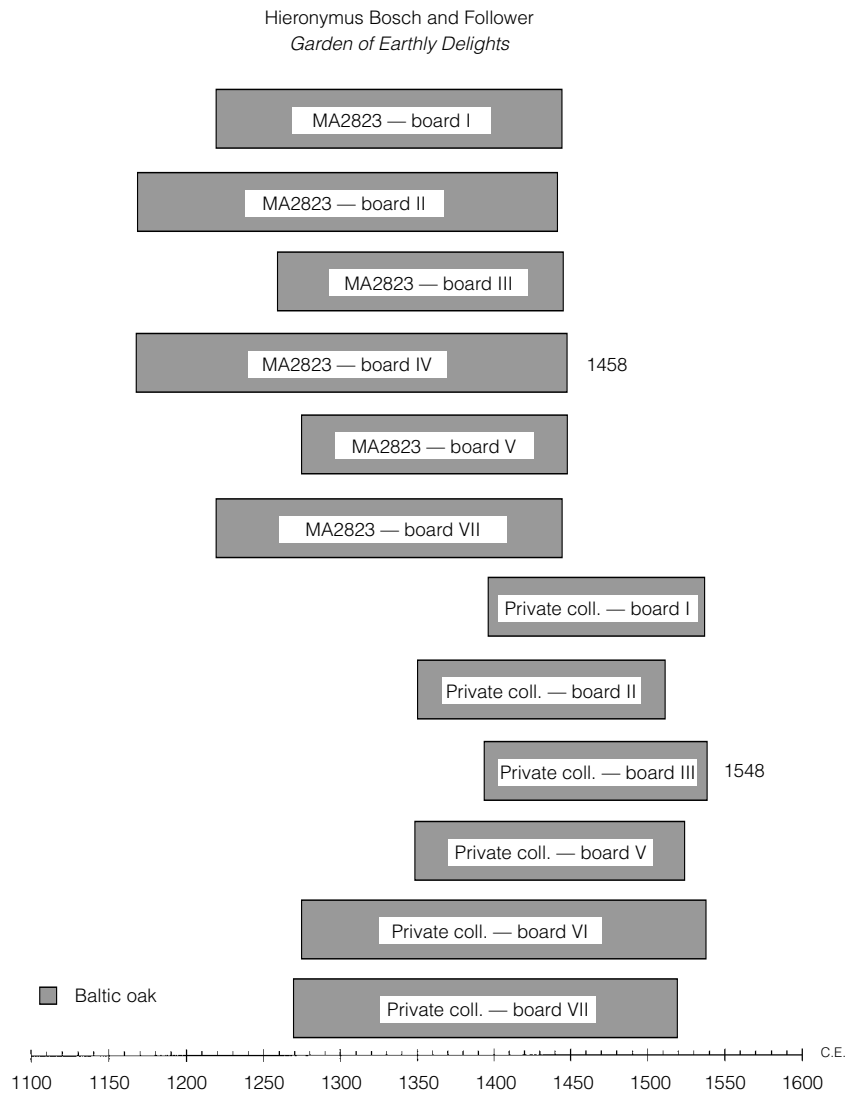 Hieronymus Bosch and Follower
Garden of Earthly Delights
MA2823 — board I
MA2823 — board II
MA2823 — board III
MA2823 — board IV
1458
MA2823 — board V
MA2823 — board VII
Private coll. — board I
Private coll. — board II
Private coll. — board III
1548
Private coll. — board V
Private coll. — board VI
Baltic oak
Private coll. — board VII
C.E.
1100 1150 1200 1250 1300 1350 1400 1450 1500 1550 1600